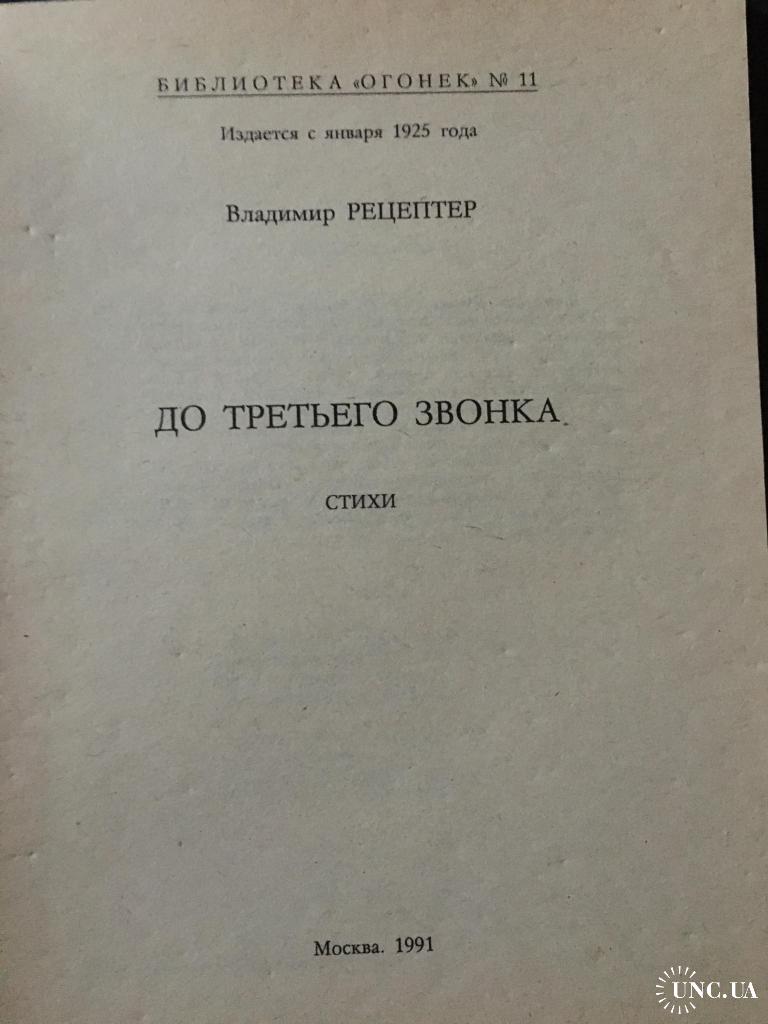 БИБЛИОТЕКА «ОГОНЕК» № 11
Издается с января 1925 года
Владимир РЕЦЕПТЕР
ДО ТРЕТЬЕГО ЗВОНКА
СТИХИ
Москва. 1991
UNC.UA